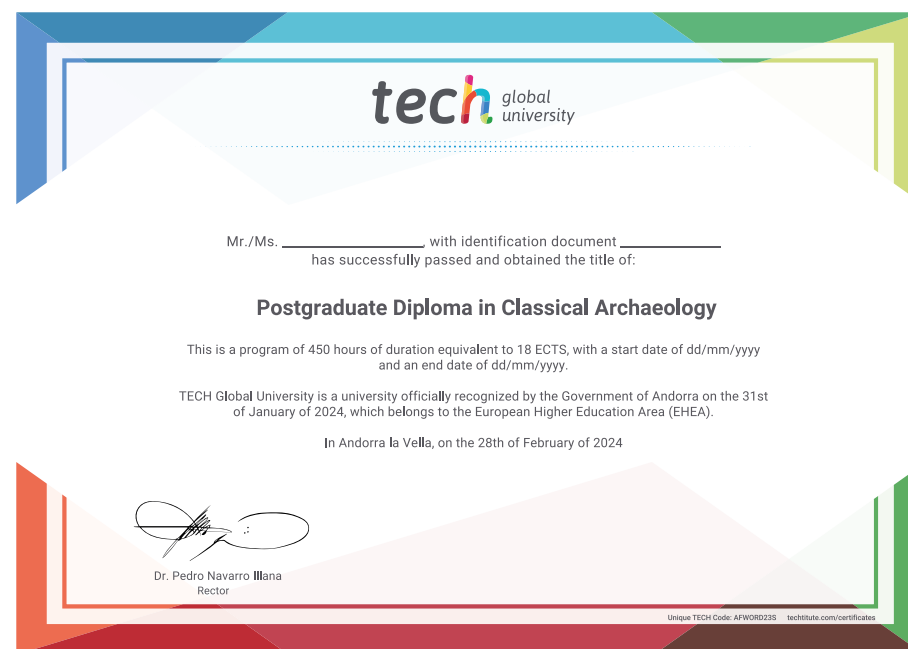 tech global university
Mr./Ms. ______________, with identification document __________
has successfully passed and obtained the title of:
Postgraduate Diploma in Classical Archaeology
This is a program of 450 hours of duration equivalent to 18 ECTS, with a start date of dd/mm/yyyy
and an end date of dd/mm/yyyy.
TECH Global University is a university officially recognized by the Government of Andorra on the 31st
of January of 2024, which belongs to the European Higher Education Area (EHEA).
In Andorra la Vella, on the 28th of February of 2024
Dr. Pedro Navarro Illana
Rector
Unique TECH Code: AFWORD23S techtitute.com/certificates